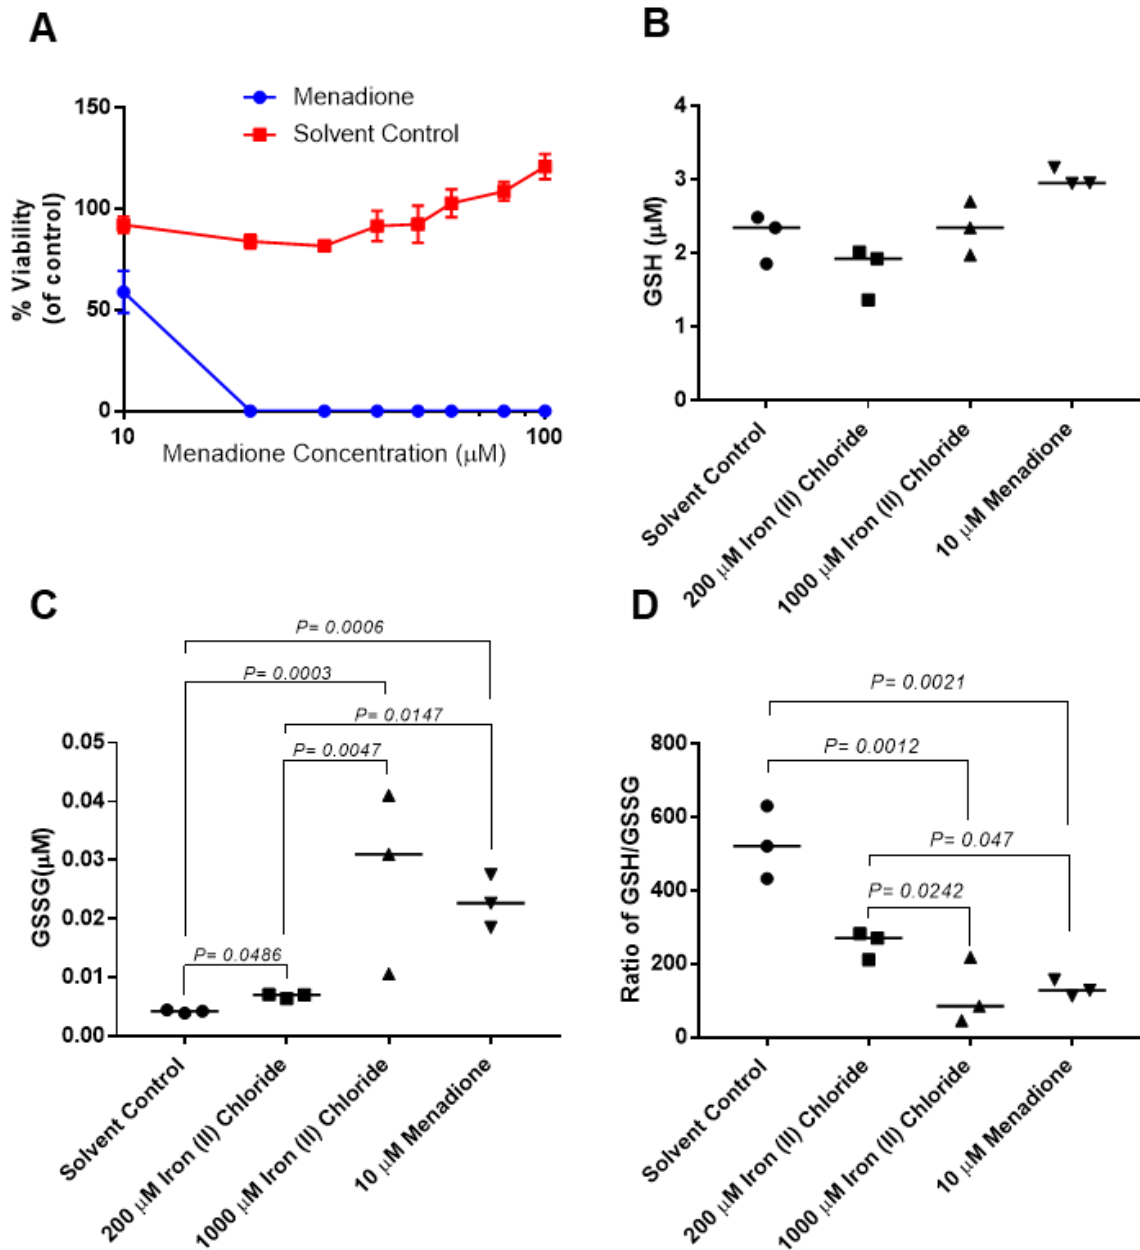 A
Menadione
Solvent Control
150
100
50
0
% Viability
(of control)
10
100
Menadione Concentration (μM)
B
4
3
2
1
0
GSH (μM)
Solvent Control
200 μM Iron (II) Chloride
1000 μM Iron (II) Chloride
10 μM Menadione
C
P= 0.0006
P= 0.0003
P= 0.0147
P= 0.0047
P= 0.0486
0.05
0.04
0.03
0.02
0.01
0.00
GSSG(μM)
Solvent Control
200 μM Iron (II) Chloride
1000 μM Iron (II) Chloride
10 μM Menadione
D
P= 0.0021
P= 0.0012
P= 0.047
P= 0.0242
800
600
400
200
0
Ratio of GSH/GSSG
Solvent Control
200 μM Iron (II) Chloride
1000 μM Iron (II) Chloride
10 μM Menadione